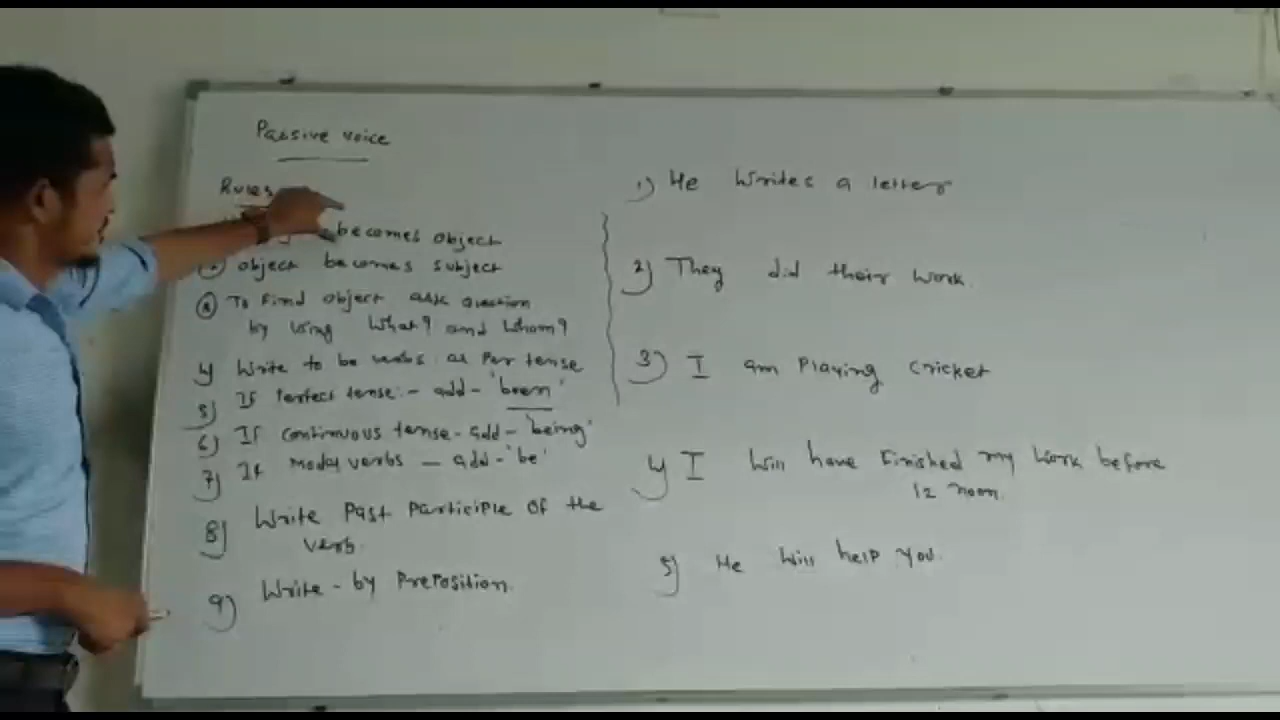 Passive voice
Rules
becomes object
object becomes subject
To find object ask question
by using what? and whom?
4) Write to be verbs as per tense
5) If perfect tense:- add - 'been'
6) If continuous tense - add - 'being'
7) If modal verbs - add - 'be'
8) Write past participle of the
verb.
9) Write - by preposition.
1) He writes a letter
2) They did their work.
3) I am playing cricket
4) I will have finished my work before
12 noon.
5) He will help you.